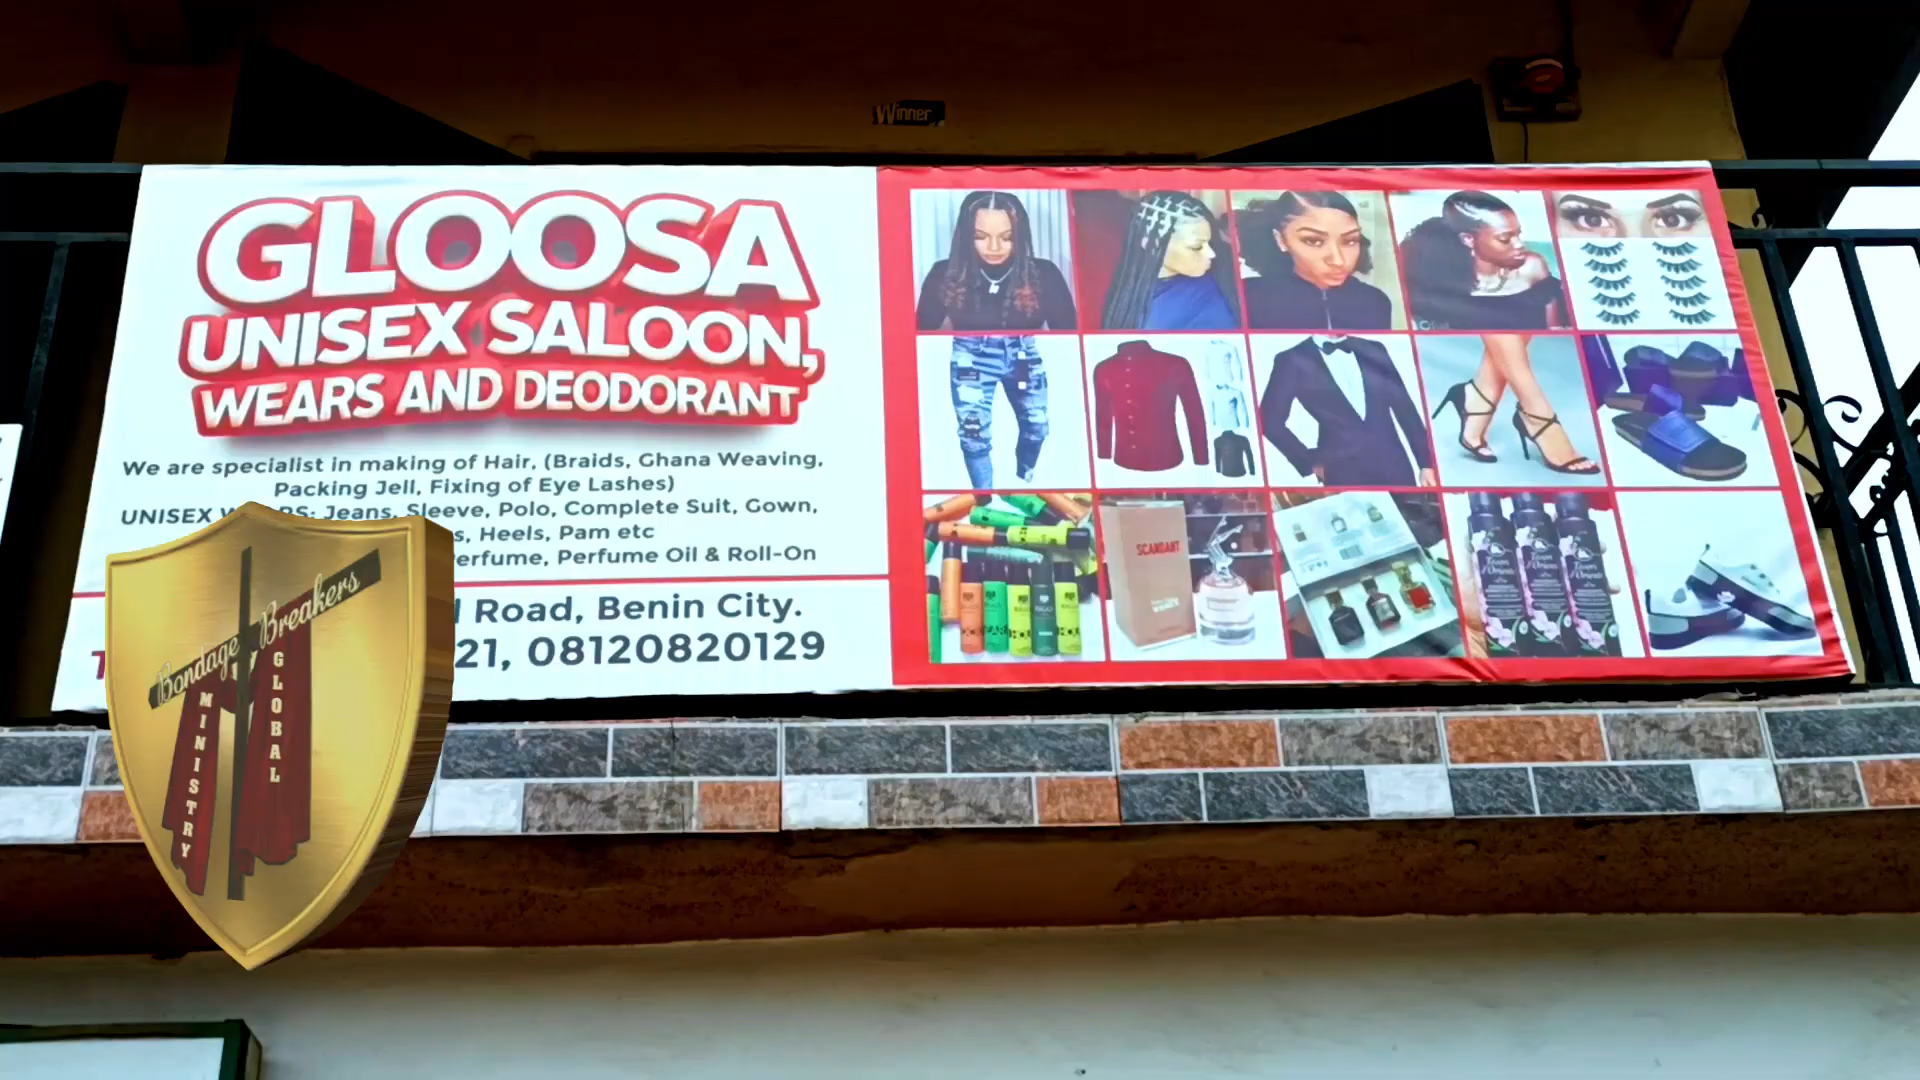 Winner
GLOOSA
UNISEX SALOON,
WEARS AND DEODORANT
We are specialist in making of Hair, (Braids, Ghana Weaving,
Packing Jell, Fixing of Eye Lashes)
UNISEX Jeans, Sleeve, Polo, Complete Suit, Gown,
Heels, Pam etc
Perfume Oil & Roll-On
Road, Benin City.
21, 08120820129
SCANDANT
Bondage Breakers
MINISTRY
GLOBAL